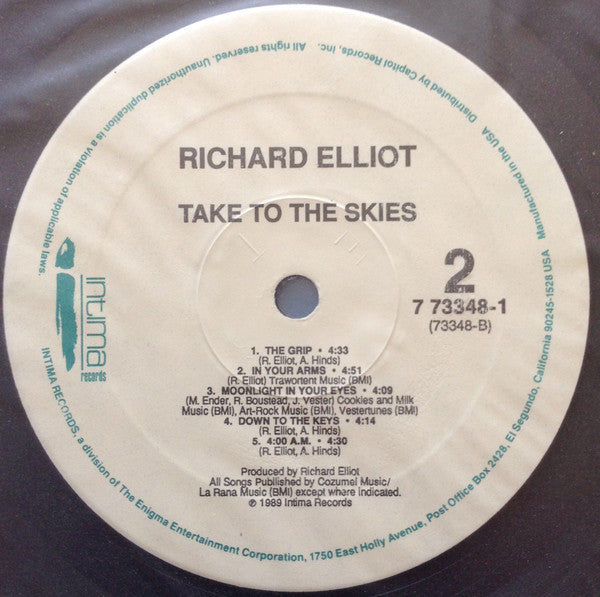 RICHARD ELLIOT
TAKE TO THE SKIES
2
7 73348-1
(73348-B)
intima
records
1. THE GRIP • 4:33
(R. Elliot, A. Hinds)
2. IN YOUR ARMS • 4:51
(R. Elliot) Trawortent Music (BMI)
3. MOONLIGHT IN YOUR EYES • 4:09
(M. Ender, R. Boustead, J. Vester) Cookies and Milk
Music (BMI), Art-Rock Music (BMI), Vestertunes (BMI)
4. DOWN TO THE KEYS • 4:14
(R. Elliot, A. Hinds)
5. 4:00 A.M. • 4:30
(R. Elliot, A. Hinds)
Produced by Richard Elliot
All Songs Published by Cozumel Music/
La Rana Music (BMI) except where indicated.
℗ 1989 Intima Records
INTIMA RECORDS, a division of The Enigma Entertainment Corporation, 1750 East Holly Avenue, Post Office Box 2428, El Segundo, California 90245-1528 USA Manufactured in the USA Distributed by Capitol Records, Inc. All rights reserved. Unauthorized duplication is a violation of applicable laws.